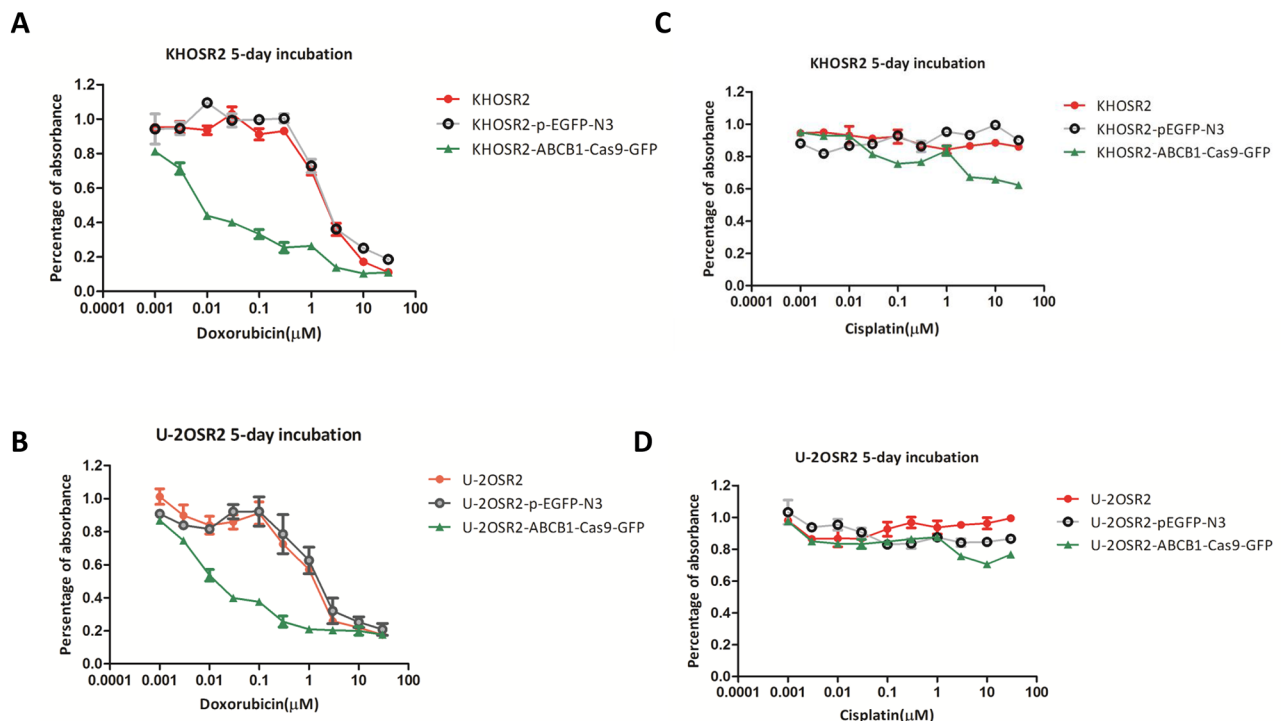 A
KHOSR2 5-day incubation
Percentage of absorbance
1.2
1.0
0.8
0.6
0.4
0.2
0.0
0.0001 0.001 0.01 0.1 1 10 100
Doxorubicin(μM)
KHOSR2
KHOSR2-p-EGFP-N3
KHOSR2-ABCB1-Cas9-GFP
C
KHOSR2 5-day incubation
Percentage of absorbance
1.2
1.0
0.8
0.6
0.4
0.2
0.0
0.0001 0.001 0.01 0.1 1 10 100
Cisplatin(μM)
KHOSR2
KHOSR2-pEGFP-N3
KHOSR2-ABCB1-Cas9-GFP
B
U-2OSR2 5-day incubation
Persentage of absorbance
1.2
1.0
0.8
0.6
0.4
0.2
0.0
0.0001 0.001 0.01 0.1 1 10 100
Doxorubicin(μM)
U-2OSR2
U-2OSR2-p-EGFP-N3
U-2OSR2-ABCB1-Cas9-GFP
D
U-2OSR2 5-day incubation
Percentage of absorbance
1.2
1.0
0.8
0.6
0.4
0.2
0.0
0.0001 0.001 0.01 0.1 1 10 100
Cisplatin(μM)
U-2OSR2
U-2OSR2-pEGFP-N3
U-2OSR2-ABCB1-Cas9-GFP